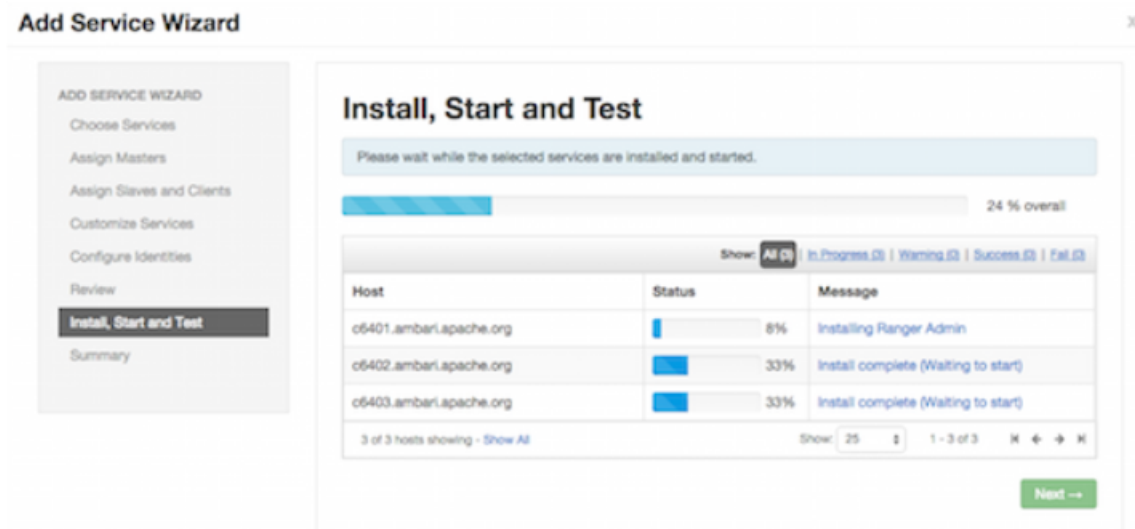 Add Service Wizard
x
ADD SERVICE WIZARD
Choose Services
Assign Masters
Assign Slaves and Clients
Customize Services
Configure Identities
Review
Install, Start and Test
Summary
Install, Start and Test
Please wait while the selected services are installed and started.
24 % overall
Show: All (3) | In Progress (3) | Warning (0) | Success (0) | Fail (0)
Host Status Message
c6401.ambari.apache.org 8% Installing Ranger Admin
c6402.ambari.apache.org 33% Install complete (Waiting to start)
c6403.ambari.apache.org 33% Install complete (Waiting to start)
3 of 3 hosts showing - Show All Show: 25 1 - 3 of 3
Next →